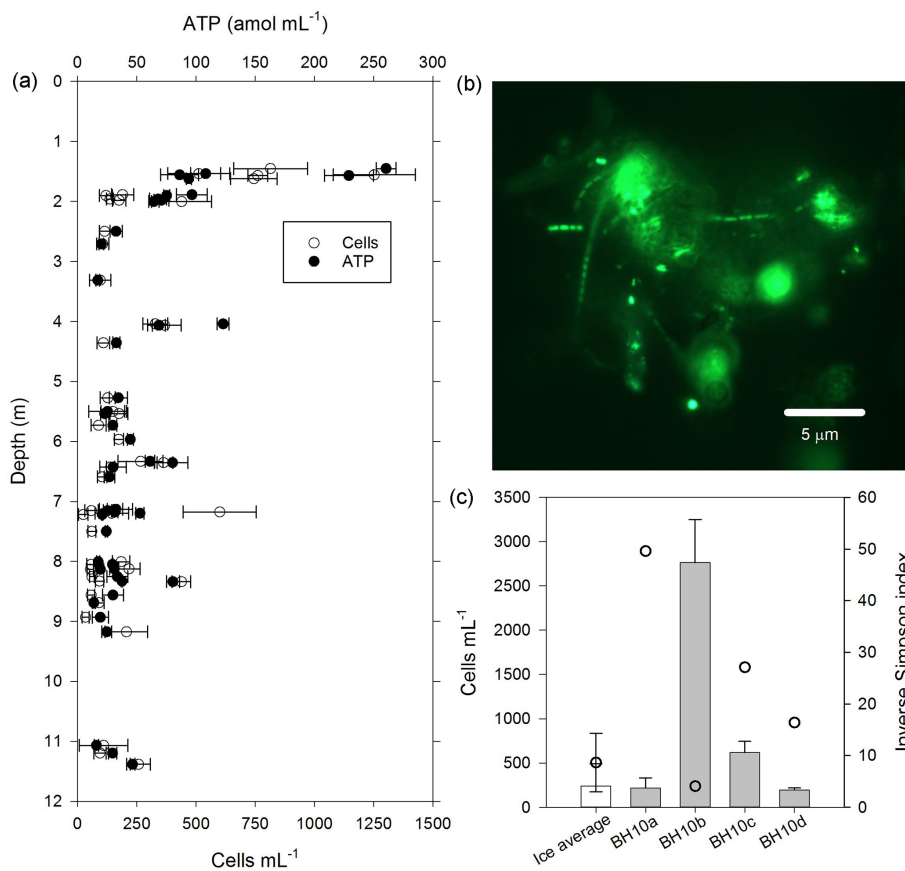 ATP (amol mL⁻¹)
0 50 100 150 200 250 300
(a)
0
1
2
3
4
5
6
7
8
9
10
11
12
Depth (m)
Cells
ATP
0 250 500 750 1000 1250 1500
Cells mL⁻¹
(b)
5 μm
(c)
3500
3000
2500
2000
1500
1000
500
0
Cells mL⁻¹
60
50
40
30
20
10
0
Inverse Simpson index
Ice average
BH10a
BH10b
BH10c
BH10d